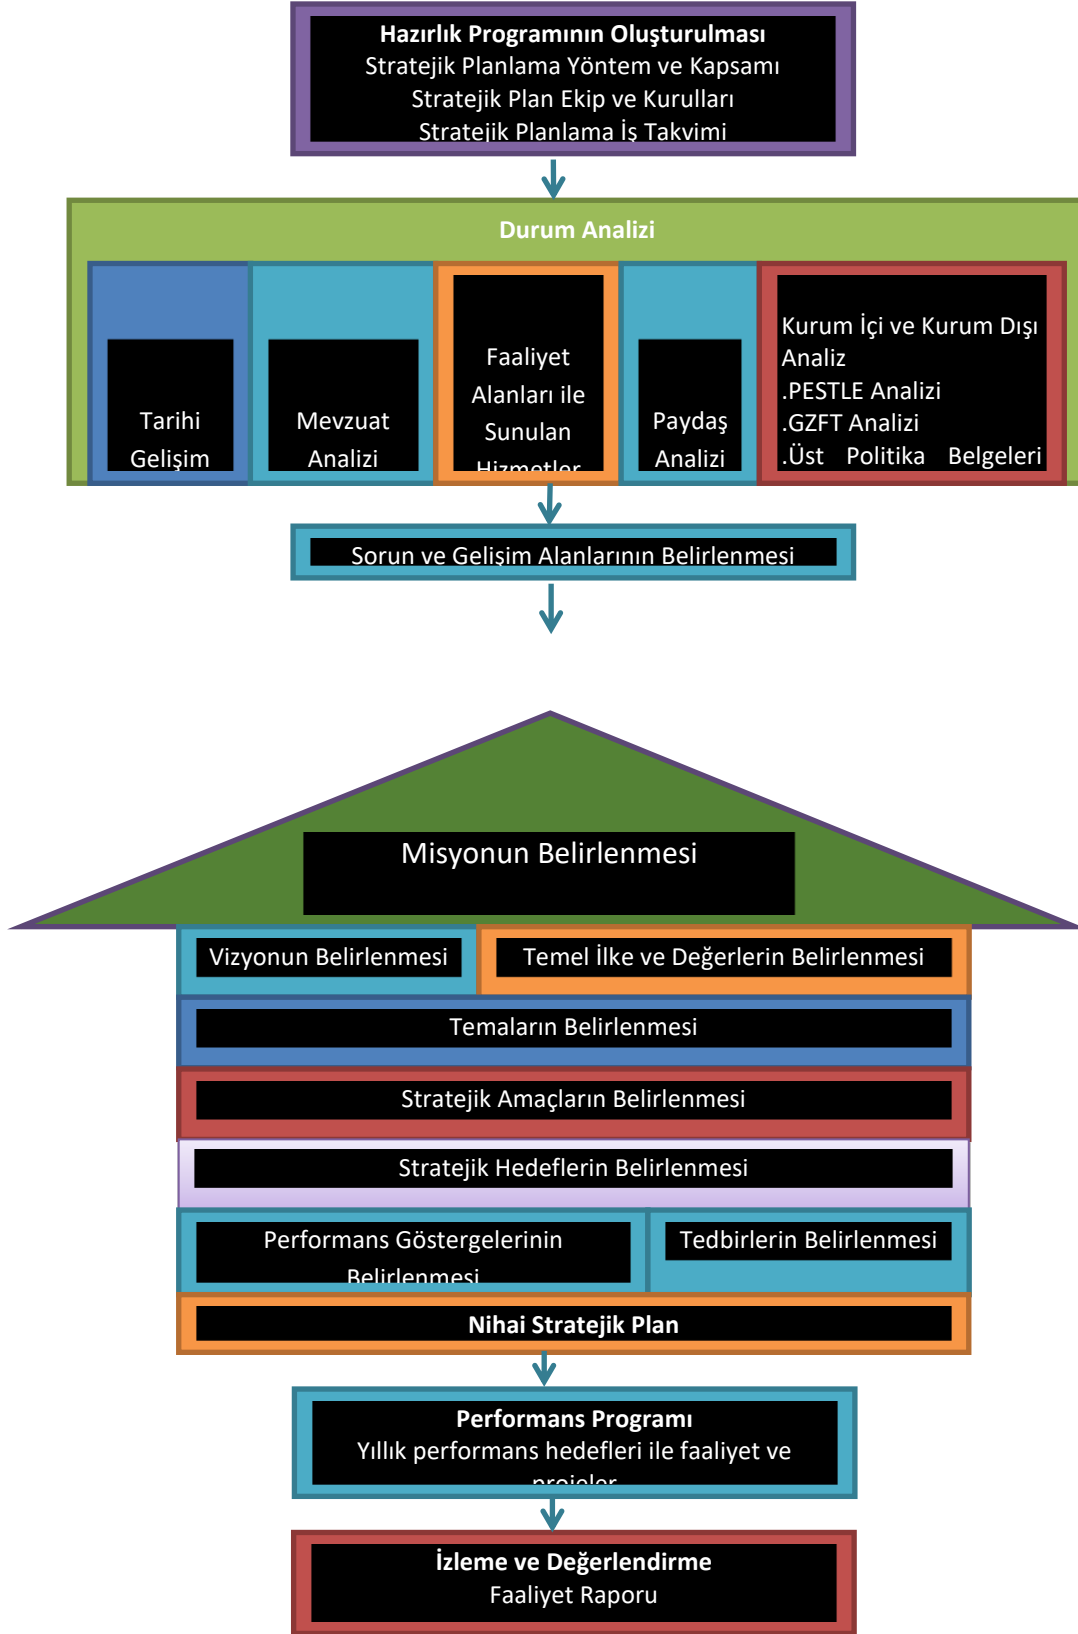 Hazırlık Programının Oluşturulması
Stratejik Planlama Yöntem ve Kapsamı
Stratejik Plan Ekip ve Kurulları
Stratejik Planlama İş Takvimi
Durum Analizi
Tarihi
Gelişim
Mevzuat
Analizi
Faaliyet
Alanları ile
Sunulan
Hizmetler
Paydaş
Analizi
Kurum İçi ve Kurum Dışı
Analiz
.PESTLE Analizi
.GZFT Analizi
.Üst Politika Belgeleri
Sorun ve Gelişim Alanlarının Belirlenmesi
Misyonun Belirlenmesi
Vizyonun Belirlenmesi
Temel İlke ve Değerlerin Belirlenmesi
Temaların Belirlenmesi
Stratejik Amaçların Belirlenmesi
Stratejik Hedeflerin Belirlenmesi
Performans Göstergelerinin
Belirlenmesi
Tedbirlerin Belirlenmesi
Nihai Stratejik Plan
Performans Programı
Yıllık performans hedefleri ile faaliyet ve
projeler
İzleme ve Değerlendirme
Faaliyet Raporu